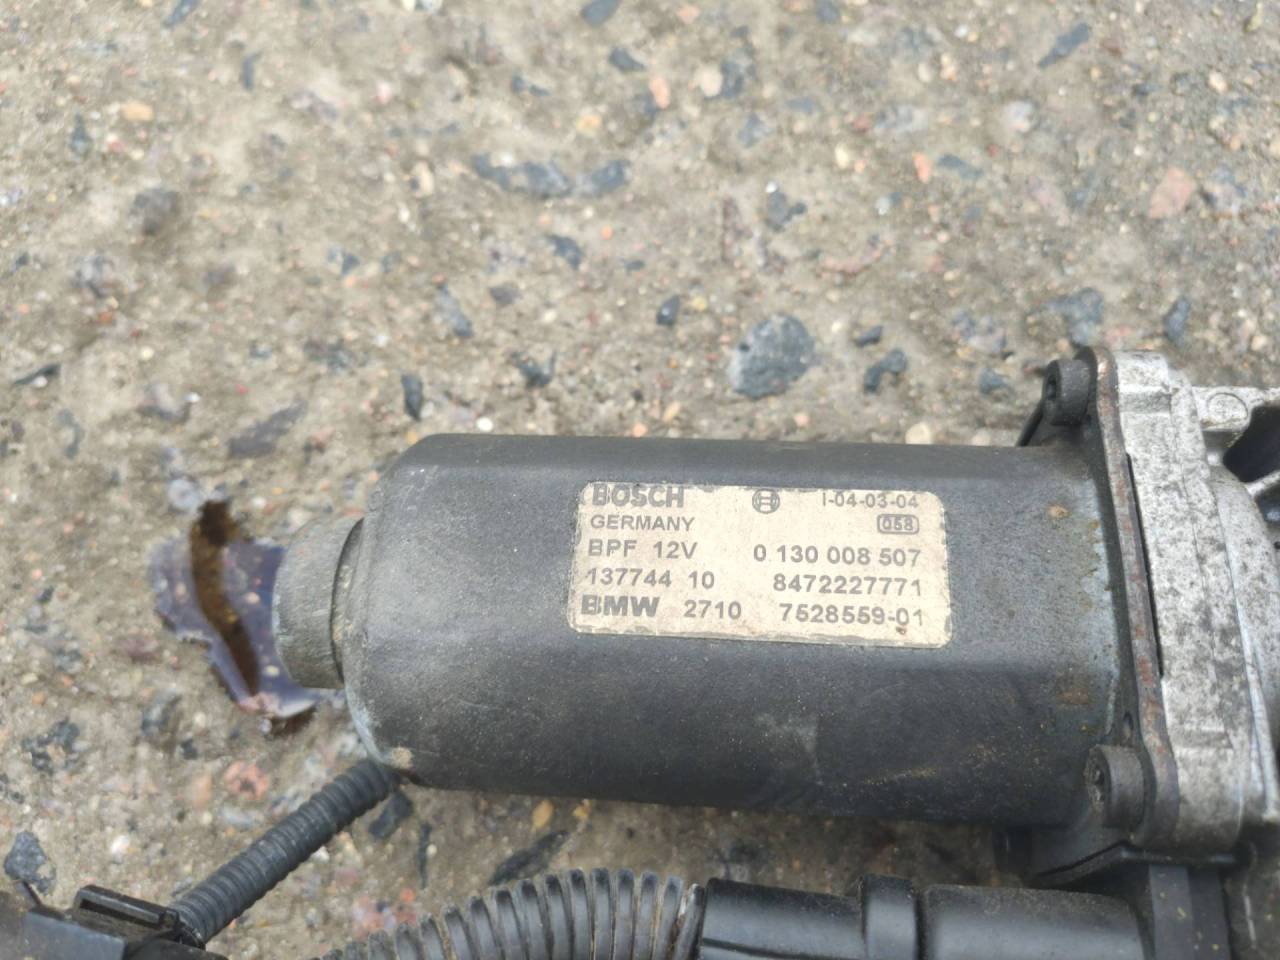 BOSCH I-04-03-04
GERMANY 058
BPF 12V 0 130 008 507
137744 10 8472227771
BMW 2710 7528559-01